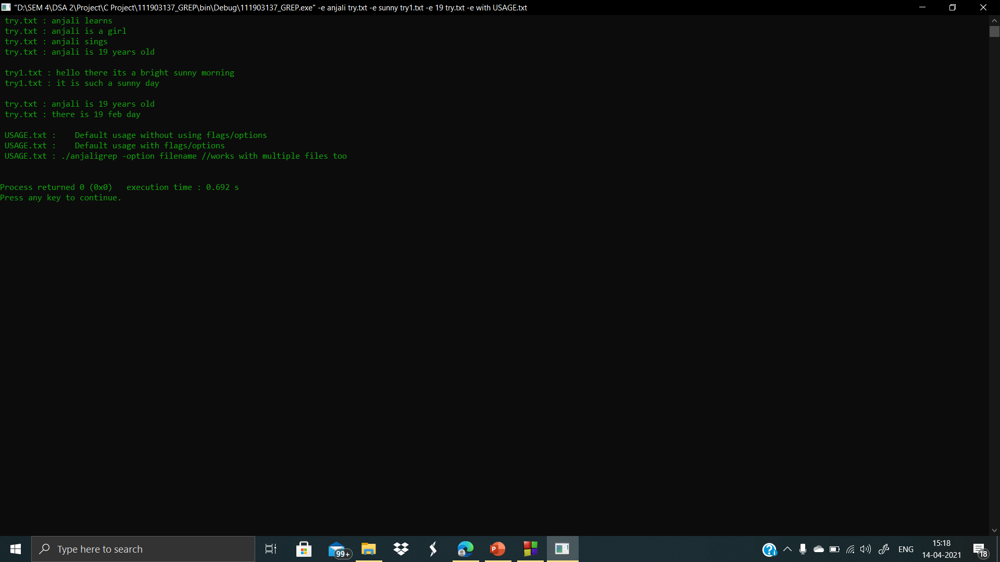 "D:\SEM 4\DSA 2\Project\C Project\111903137_GREP\bin\Debug\111903137_GREP.exe" -e anjali try.txt -e sunny try1.txt -e 19 try.txt -e with USAGE.txt
try.txt : anjali learns
try.txt : anjali is a girl
try.txt : anjali sings
try.txt : anjali is 19 years old
try1.txt : hello there its a bright sunny morning
try1.txt : it is such a sunny day
try.txt : anjali is 19 years old
try.txt : there is 19 feb day
USAGE.txt :    Default usage without using flags/options
USAGE.txt :    Default usage with flags/options
USAGE.txt : ./anjaligrep -option filename //works with multiple files too
Process returned 0 (0x0)   execution time : 0.692 s
Press any key to continue.
Type here to search
99+
P
ENG
15:18
14-04-2021
18